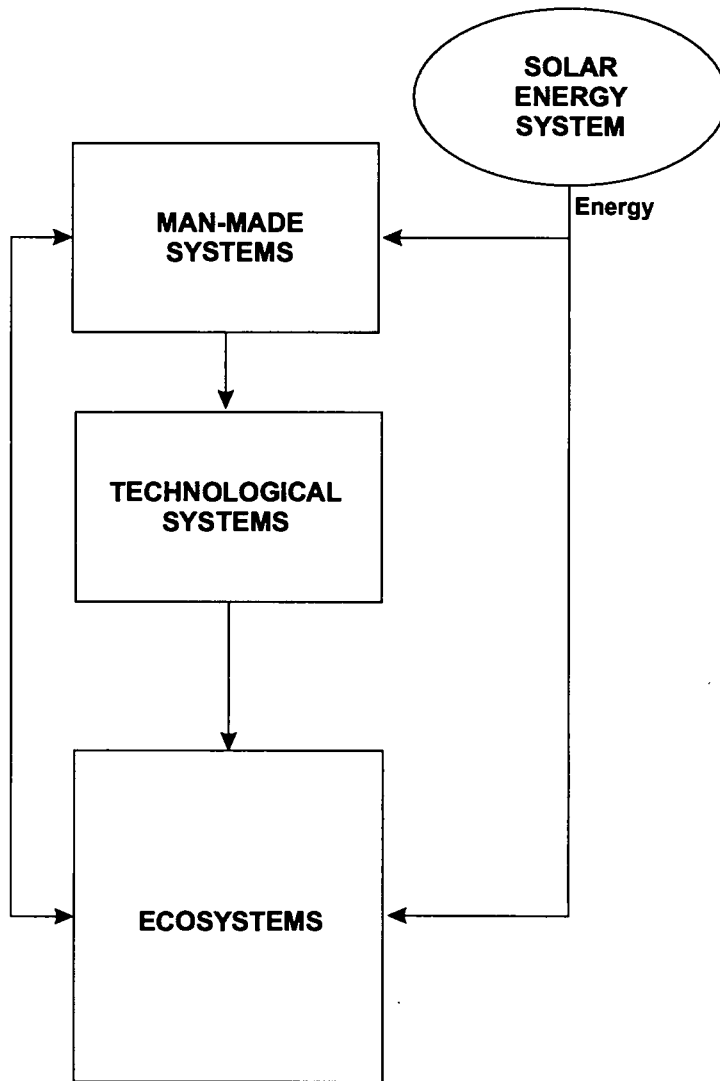 SOLAR
ENERGY
SYSTEM
Energy
MAN-MADE
SYSTEMS
TECHNOLOGICAL
SYSTEMS
ECOSYSTEMS